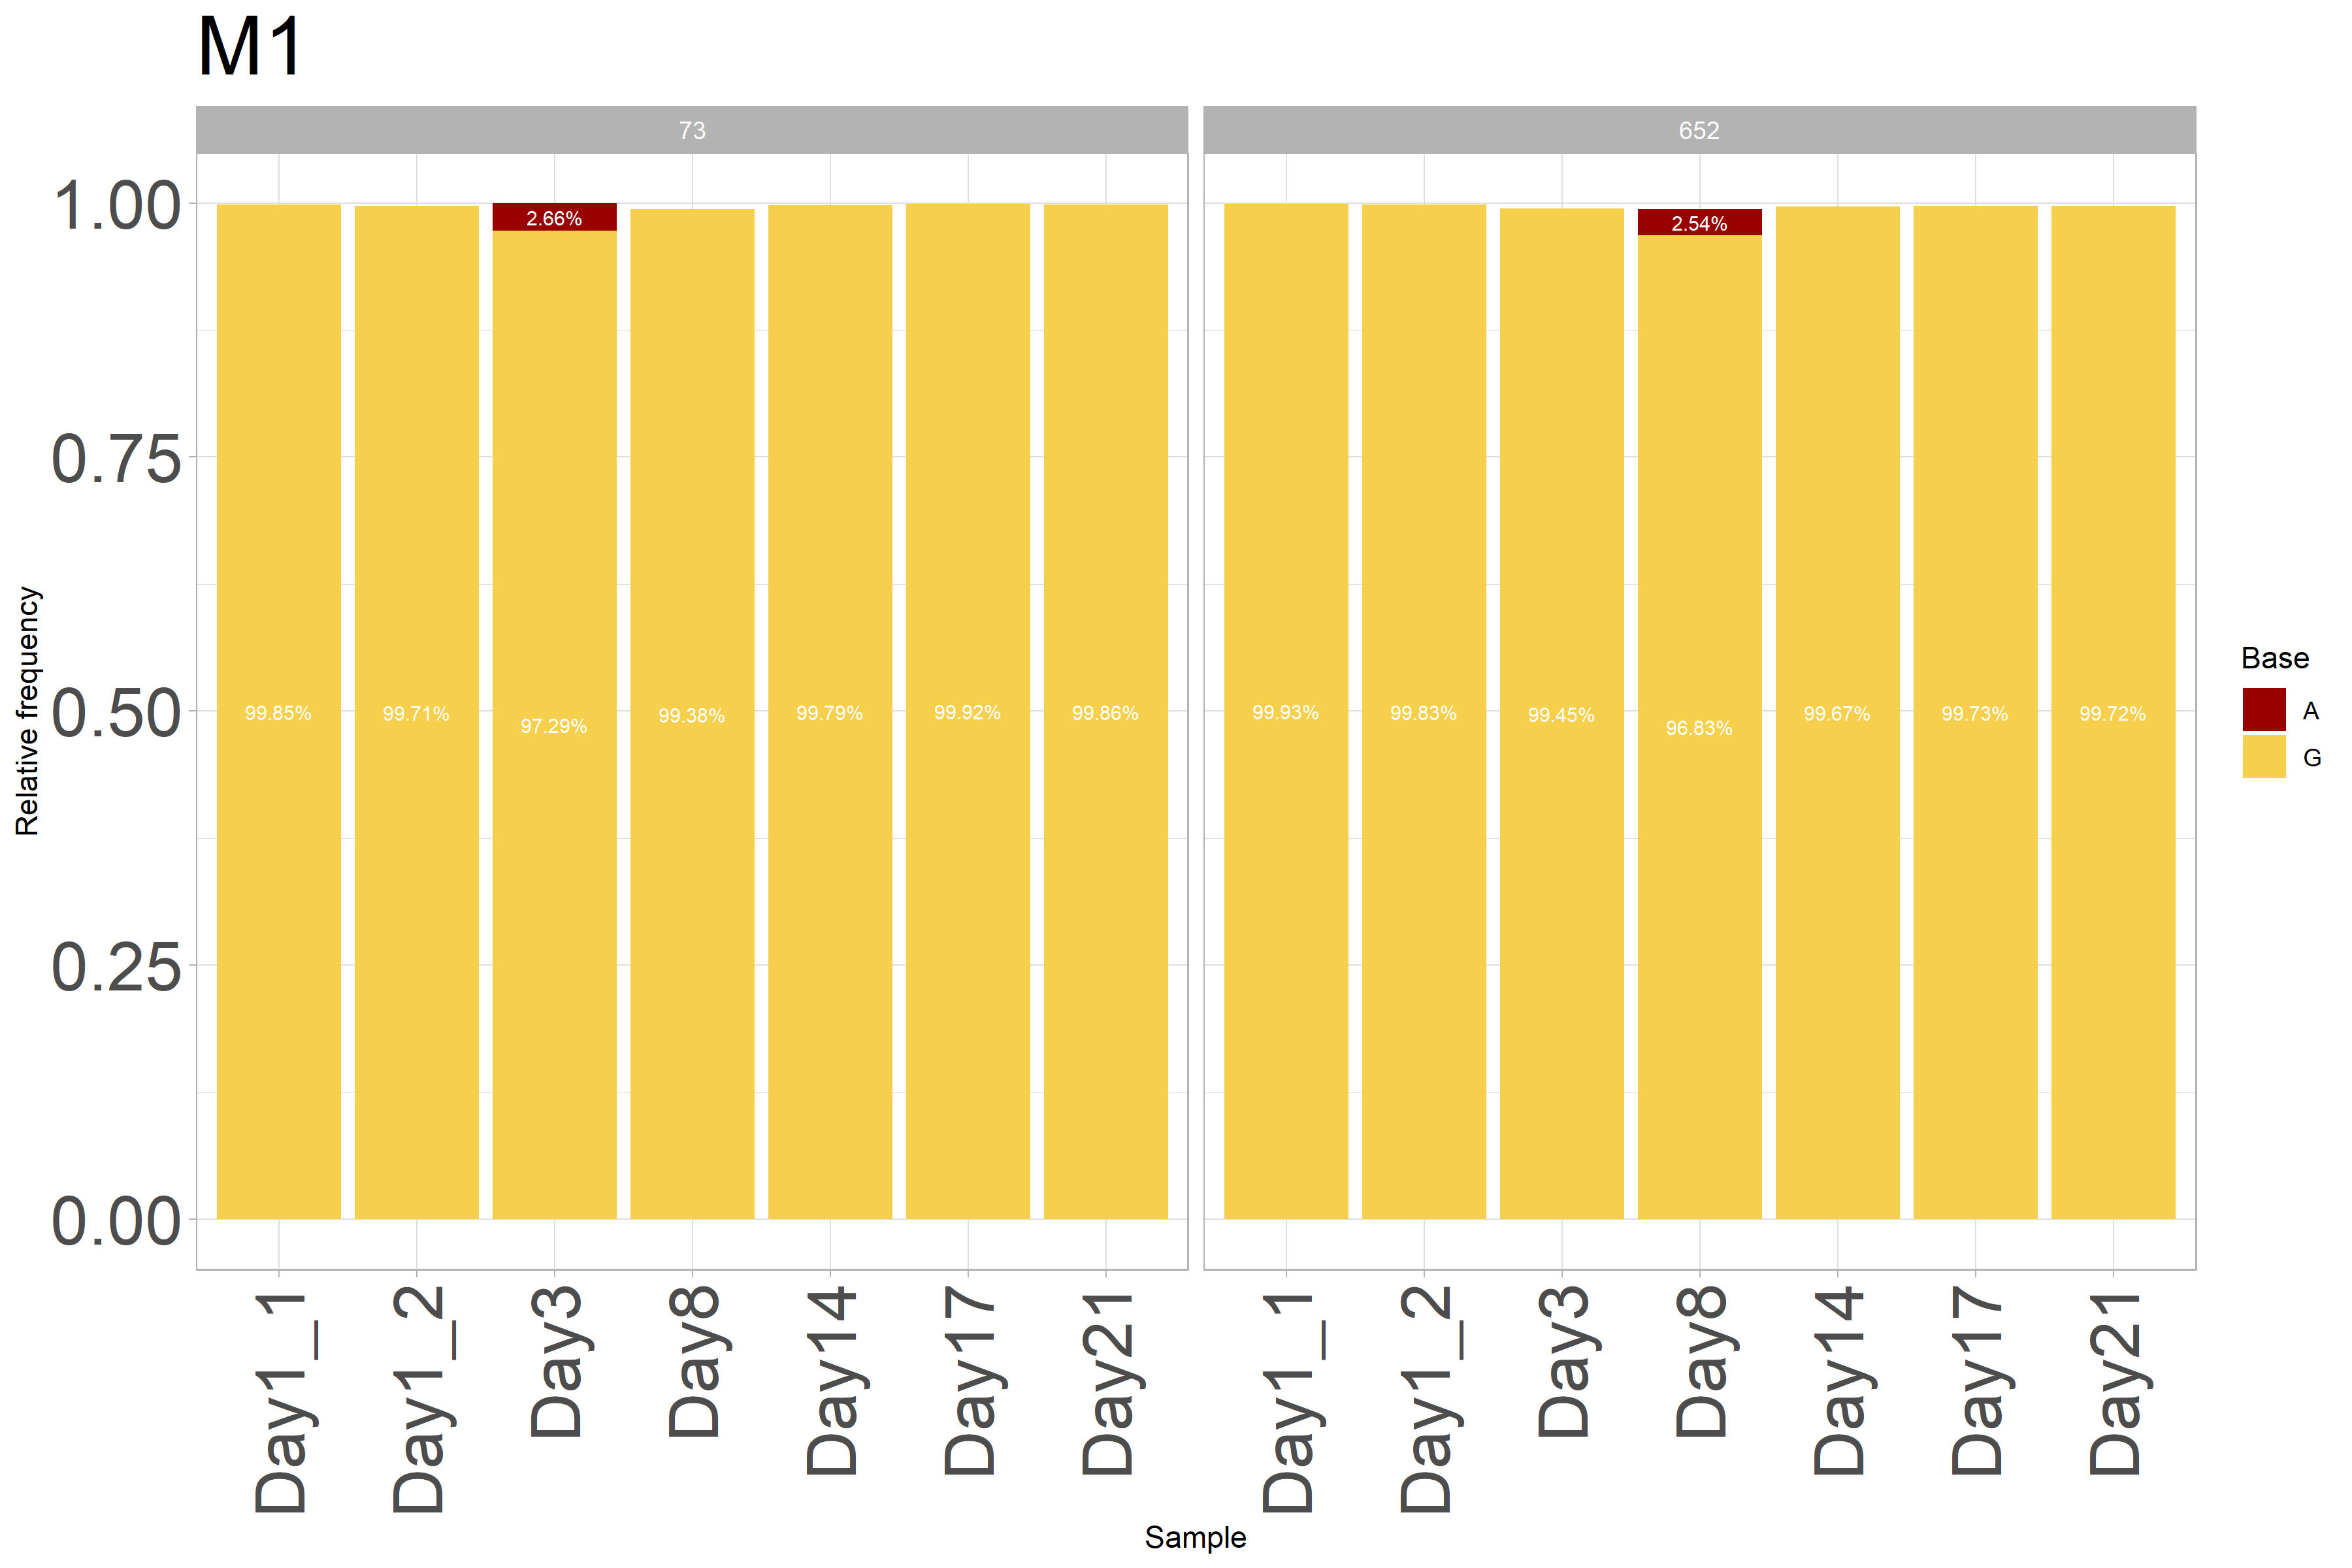 M1
73
652
1.00
0.75
0.50
0.25
0.00
Relative frequency
2.66%
2.54%
99.85%
99.71%
97.29%
99.38%
99.79%
99.92%
99.86%
99.93%
99.83%
99.45%
96.83%
99.67%
99.73%
99.72%
Base
A
G
Day1_1
Day1_2
Day3
Day8
Day14
Day17
Day21
Day1_1
Day1_2
Day3
Day8
Day14
Day17
Day21
Sample